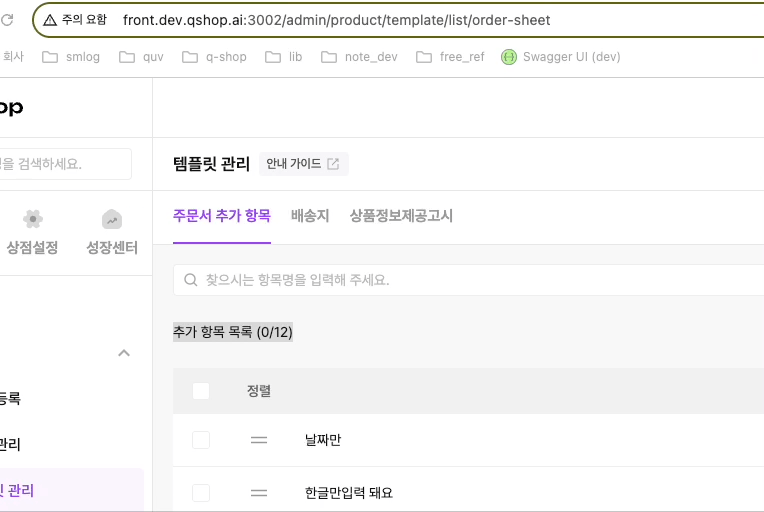 주의 요함 front.dev.qshop.ai:3002/admin/product/template/list/order-sheet
회사 smlog quv q-shop lib note_dev free_ref Swagger UI (dev)
op
템플릿 관리 안내 가이드
을 검색하세요.
주문서 추가 항목 배송지 상품정보제공고시
상점설정 성장센터
찾으시는 항목명을 입력해 주세요.
추가 항목 목록 (0/12)
정렬
등록
날짜만
관리
릿 관리
한글만입력 돼요